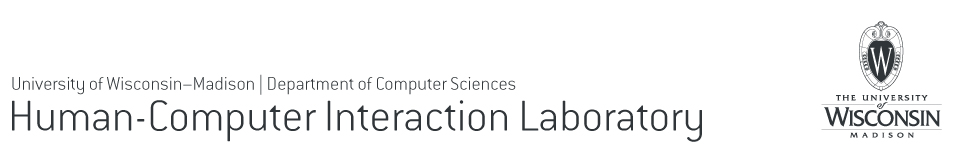 University of Wisconsin–Madison | Department of Computer Sciences
Human-Computer Interaction Laboratory
W
THE UNIVERSITY
of
WISCONSIN
MADISON